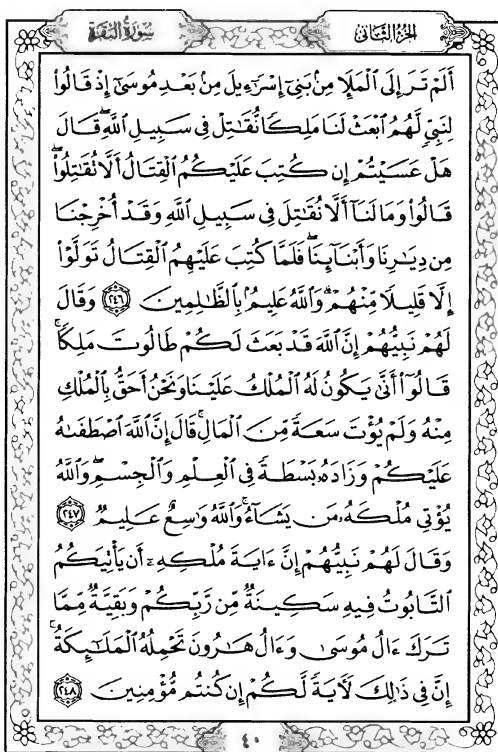 الجزء الثاني
سورة البقرة
أَلَمْ تَرَ إِلَى ٱلْمَلَإِ مِنۢ بَنِىٓ إِسْرَٰٓءِيلَ مِنۢ بَعْدِ مُوسَىٰٓ إِذْ قَالُوا۟
لِنَبِىٍّ لَّهُمُ ٱبْعَثْ لَنَا مَلِكًا نُّقَٰتِلْ فِى سَبِيلِ ٱللَّهِ ۖ قَالَ
هَلْ عَسَيْتُمْ إِن كُتِبَ عَلَيْكُمُ ٱلْقِتَالُ أَلَّا تُقَٰتِلُوا۟ ۖ
قَالُوا۟ وَمَا لَنَآ أَلَّا نُقَٰتِلَ فِى سَبِيلِ ٱللَّهِ وَقَدْ أُخْرِجْنَا
مِن دِيَٰرِنَا وَأَبْنَآئِنَا ۖ فَلَمَّا كُتِبَ عَلَيْهِمُ ٱلْقِتَالُ تَوَلَّوْا۟
إِلَّا قَلِيلًا مِّنْهُمْ ۗ وَٱللَّهُ عَلِيمٌۢ بِٱلظَّٰلِمِينَ ٢٤٦ وَقَالَ
لَهُمْ نَبِيُّهُمْ إِنَّ ٱللَّهَ قَدْ بَعَثَ لَكُمْ طَالُوتَ مَلِكًا ۚ
قَالُوٓا۟ أَنَّىٰ يَكُونُ لَهُ ٱلْمُلْكُ عَلَيْنَا وَنَحْنُ أَحَقُّ بِٱلْمُلْكِ
مِنْهُ وَلَمْ يُؤْتَ سَعَةً مِّنَ ٱلْمَالِ ۚ قَالَ إِنَّ ٱللَّهَ ٱصْطَفَىٰهُ
عَلَيْكُمْ وَزَادَهُۥ بَسْطَةً فِى ٱلْعِلْمِ وَٱلْجِسْمِ ۖ وَٱللَّهُ
يُؤْتِى مُلْكَهُۥ مَن يَشَآءُ ۚ وَٱللَّهُ وَٰسِعٌ عَلِيمٌ ٢٤٧
وَقَالَ لَهُمْ نَبِيُّهُمْ إِنَّ ءَايَةَ مُلْكِهِۦٓ أَن يَأْتِيَكُمُ
ٱلتَّابُوتُ فِيهِ سَكِينَةٌ مِّن رَّبِّكُمْ وَبَقِيَّةٌ مِّمَّا
تَرَكَ ءَالُ مُوسَىٰ وَءَالُ هَٰرُونَ تَحْمِلُهُ ٱلْمَلَٰٓئِكَةُ ۚ
إِنَّ فِى ذَٰلِكَ لَءَايَةً لَّكُمْ إِن كُنتُم مُّؤْمِنِينَ ٢٤٨
٤٠